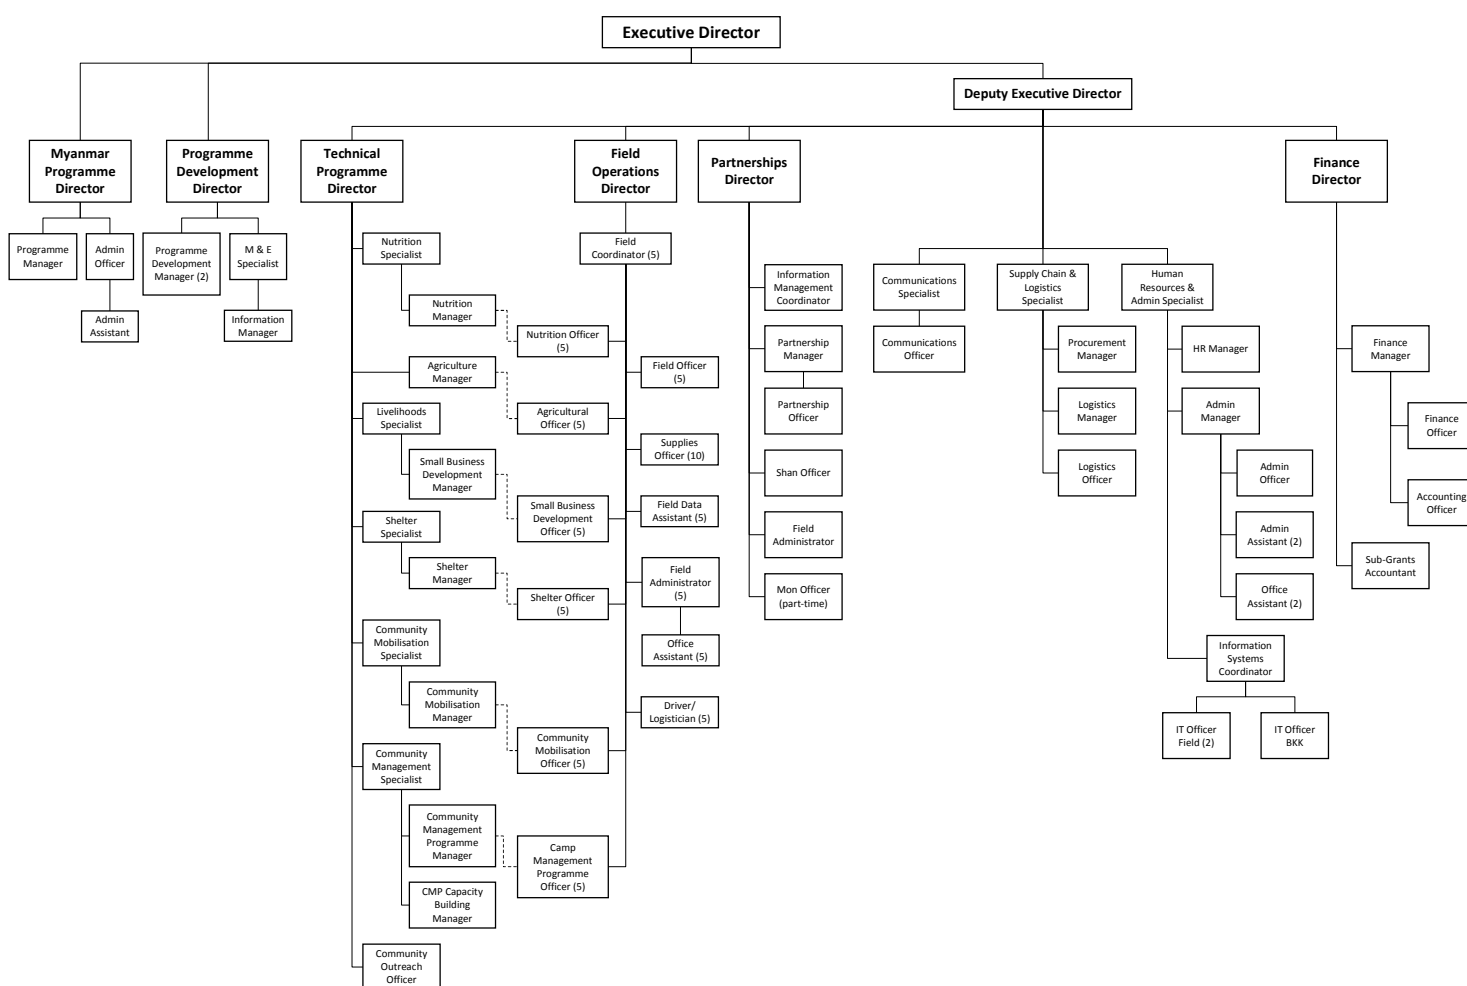 Executive Director
Deputy Executive Director
Myanmar
Programme
Director
Programme
Development
Director
Technical
Programme
Director
Field
Operations
Director
Partnerships
Director
Finance
Director
Programme
Manager
Admin
Officer
Admin
Assistant
Programme
Development
Manager (2)
M & E
Specialist
Information
Manager
Nutrition
Specialist
Nutrition
Manager
Agriculture
Manager
Livelihoods
Specialist
Small Business
Development
Manager
Shelter
Specialist
Shelter
Manager
Community
Mobilisation
Specialist
Community
Mobilisation
Manager
Community
Management
Specialist
Community
Management
Programme
Manager
CMP Capacity
Building
Manager
Community
Outreach
Officer
Field
Coordinator (5)
Nutrition Officer
(5)
Agricultural
Officer (5)
Small Business
Development
Officer (5)
Shelter Officer
(5)
Community
Mobilisation
Officer (5)
Camp
Management
Programme
Officer (5)
Field Officer
(5)
Supplies
Officer (10)
Field Data
Assistant (5)
Field
Administrator
(5)
Office
Assistant (5)
Driver/
Logistician (5)
Information
Management
Coordinator
Partnership
Manager
Partnership
Officer
Shan Officer
Field
Administrator
Mon Officer
(part-time)
Communications
Specialist
Communications
Officer
Supply Chain &
Logistics
Specialist
Procurement
Manager
Logistics
Manager
Logistics
Officer
Human
Resources &
Admin Specialist
HR Manager
Admin
Manager
Admin
Officer
Admin
Assistant (2)
Office
Assistant (2)
Information
Systems
Coordinator
IT Officer
Field (2)
IT Officer
BKK
Finance
Manager
Finance
Officer
Accounting
Officer
Sub-Grants
Accountant